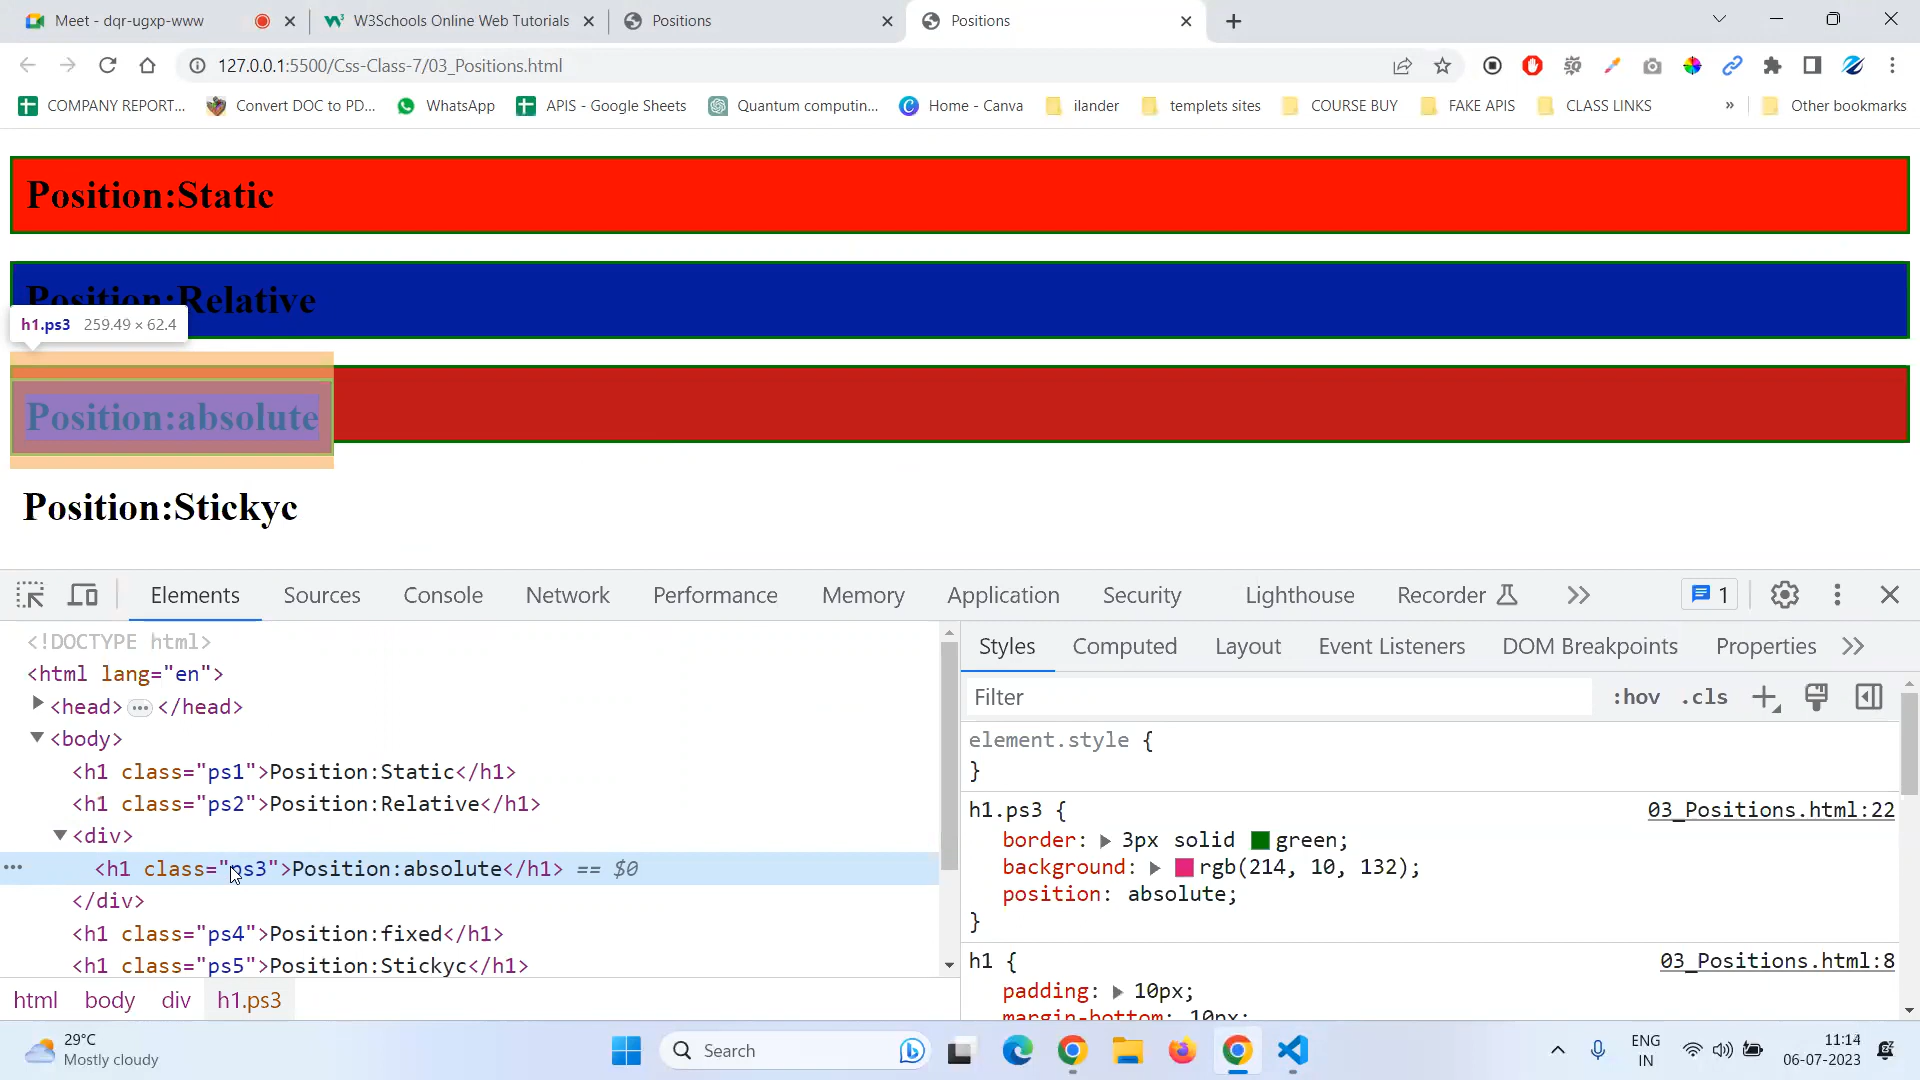 Meet - dqr-ugxp-www
W3Schools Online Web Tutorials
Positions
Positions
127.0.0.1:5500/Css-Class-7/03_Positions.html
COMPANY REPORT...
Convert DOC to PD...
WhatsApp
APIS - Google Sheets
Quantum computin...
Home - Canva
ilander
templets sites
COURSE BUY
FAKE APIS
CLASS LINKS
»
Other bookmarks
Position:Static
Position:Relative
h1.ps3 259.49 × 62.4
Position:absolute
Position:Stickyc
Elements
Sources
Console
Network
Performance
Memory
Application
Security
Lighthouse
Recorder
1
<!DOCTYPE html>
<html lang="en">
<head> ... </head>
<body>
<h1 class="ps1">Position:Static</h1>
<h1 class="ps2">Position:Relative</h1>
<div>
... <h1 class="ps3">Position:absolute</h1> == $0
</div>
<h1 class="ps4">Position:fixed</h1>
<h1 class="ps5">Position:Stickyc</h1>
html body div h1.ps3
Styles
Computed
Layout
Event Listeners
DOM Breakpoints
Properties
Filter
:hov .cls
element.style {
}
h1.ps3 {
03_Positions.html:22
border: 3px solid green;
background: rgb(214, 10, 132);
position: absolute;
}
h1 {
03_Positions.html:8
padding: 10px;
margin-bottom: 10px;
29°C
Mostly cloudy
Search
ENG
IN
11:14
06-07-2023